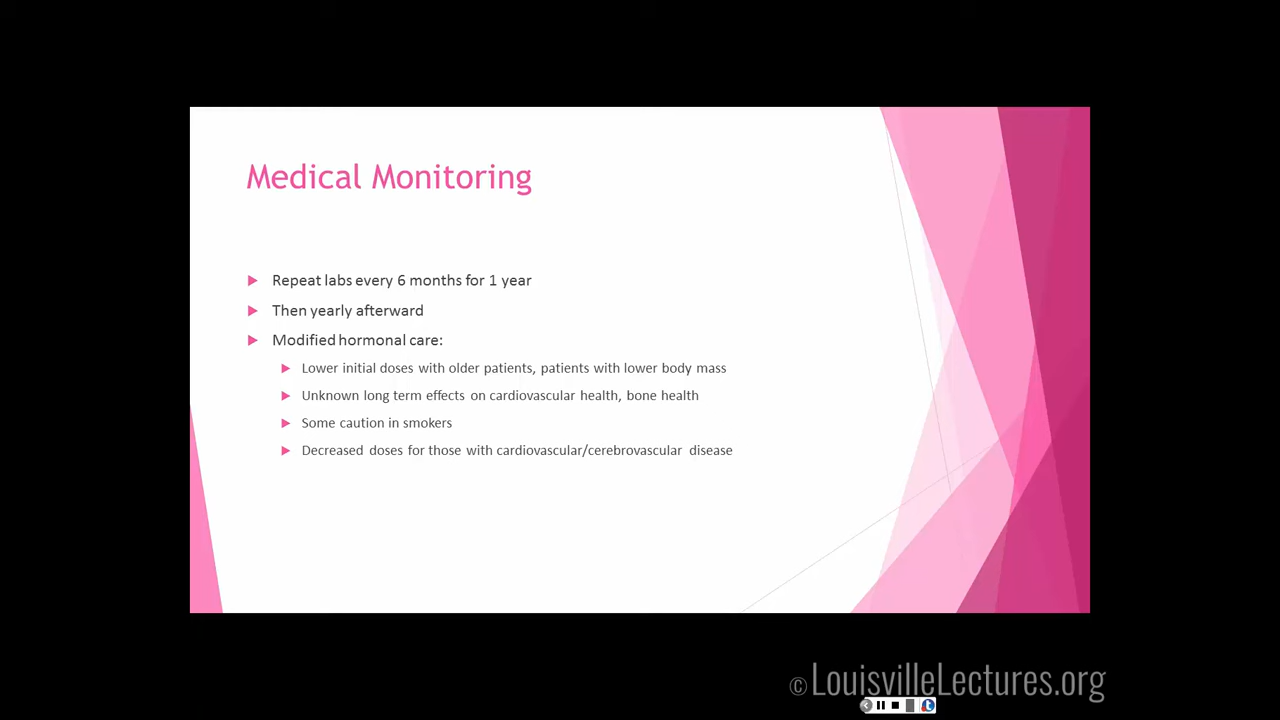 Medical Monitoring
Repeat labs every 6 months for 1 year
Then yearly afterward
Modified hormonal care:
Lower initial doses with older patients, patients with lower body mass
Unknown long term effects on cardiovascular health, bone health
Some caution in smokers
Decreased doses for those with cardiovascular/cerebrovascular disease
© LouisvilleLectures.org